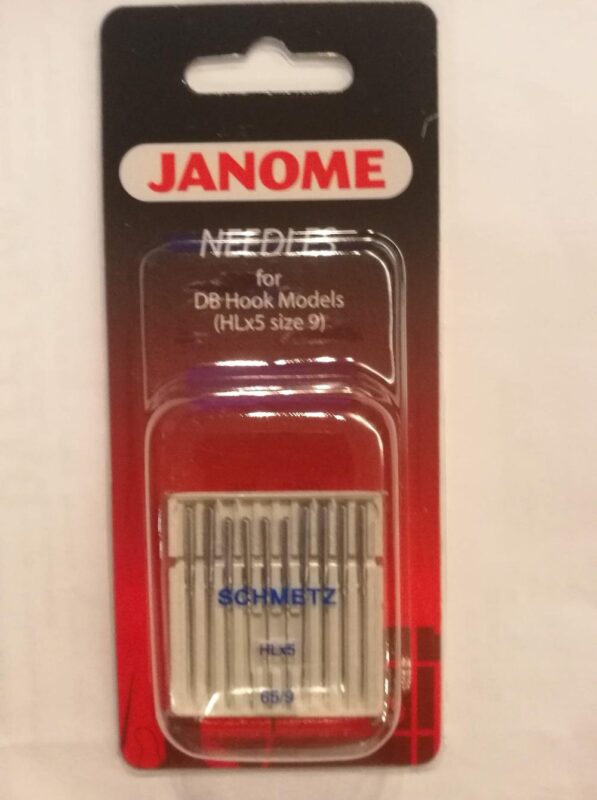 JANOME
NEEDLES
for
DB Hook Models
(HLx5 size 9)
SCHMETZ
HLx5
65/9